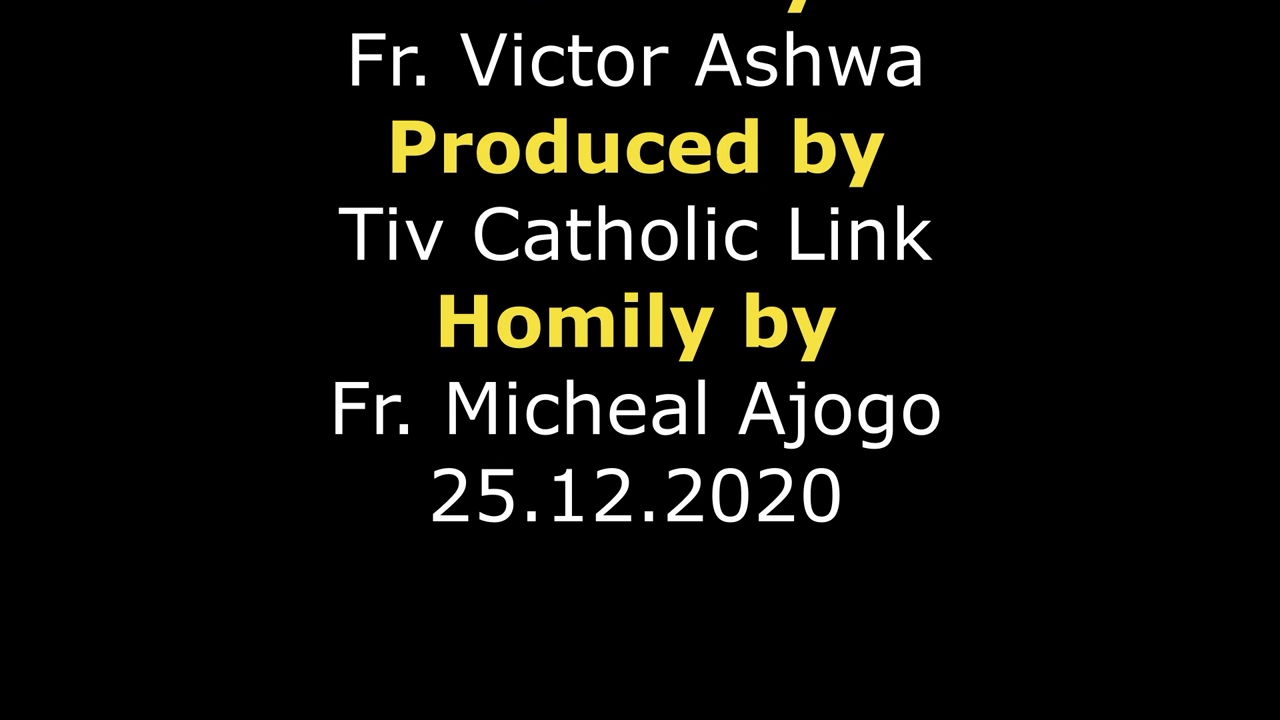 Fr. Victor Ashwa
Produced by
Tiv Catholic Link
Homily by
Fr. Micheal Ajogo
25.12.2020